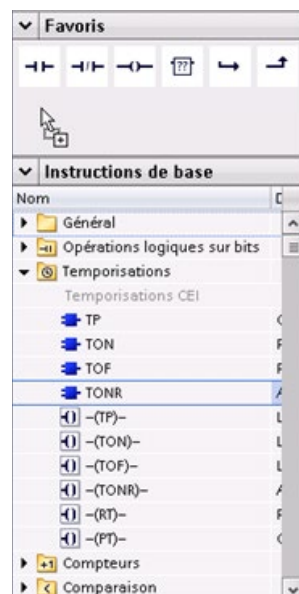 Favoris
??
Instructions de base
Nom
Général
Opérations logiques sur bits
Temporisations
Temporisations CEI
TP
TON
TOF
TONR
–(TP)–
–(TON)–
–(TOF)–
–(TONR)–
–(RT)–
–(PT)–
+1 Compteurs
Comparaison